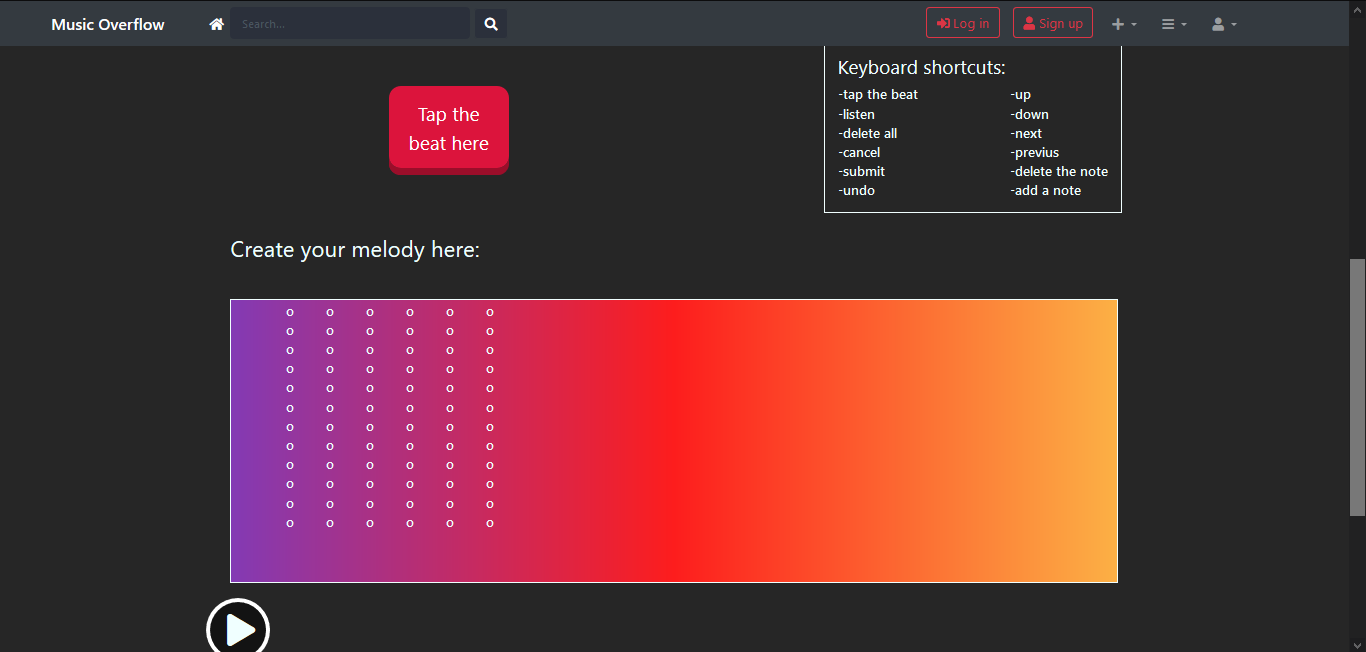 Music Overflow Search... Log in Sign up
Keyboard shortcuts:
-tap the beat -up
-listen -down
-delete all -next
-cancel -previus
-submit -delete the note
-undo -add a note
Tap the
beat here
Create your melody here:
o o o o o o
o o o o o o
o o o o o o
o o o o o o
o o o o o o
o o o o o o
o o o o o o
o o o o o o
o o o o o o
o o o o o o
o o o o o o
o o o o o o